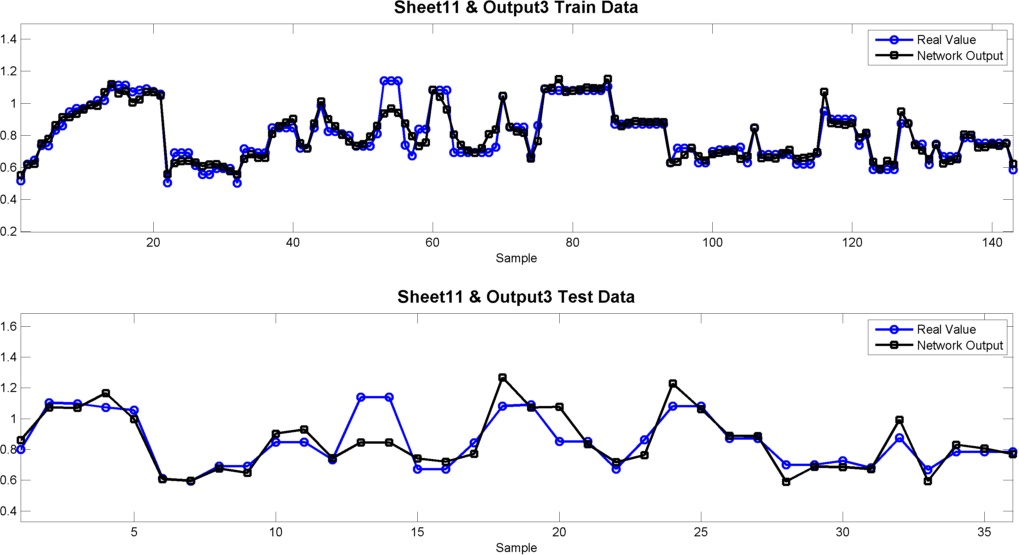 Sheet11 & Output3 Train Data
1.4
1.2
1
0.8
0.6
0.4
0.2
Real Value
Network Output
20 40 60 80 100 120 140
Sample
Sheet11 & Output3 Test Data
1.6
1.4
1.2
1
0.8
0.6
0.4
Real Value
Network Output
5 10 15 20 25 30 35
Sample